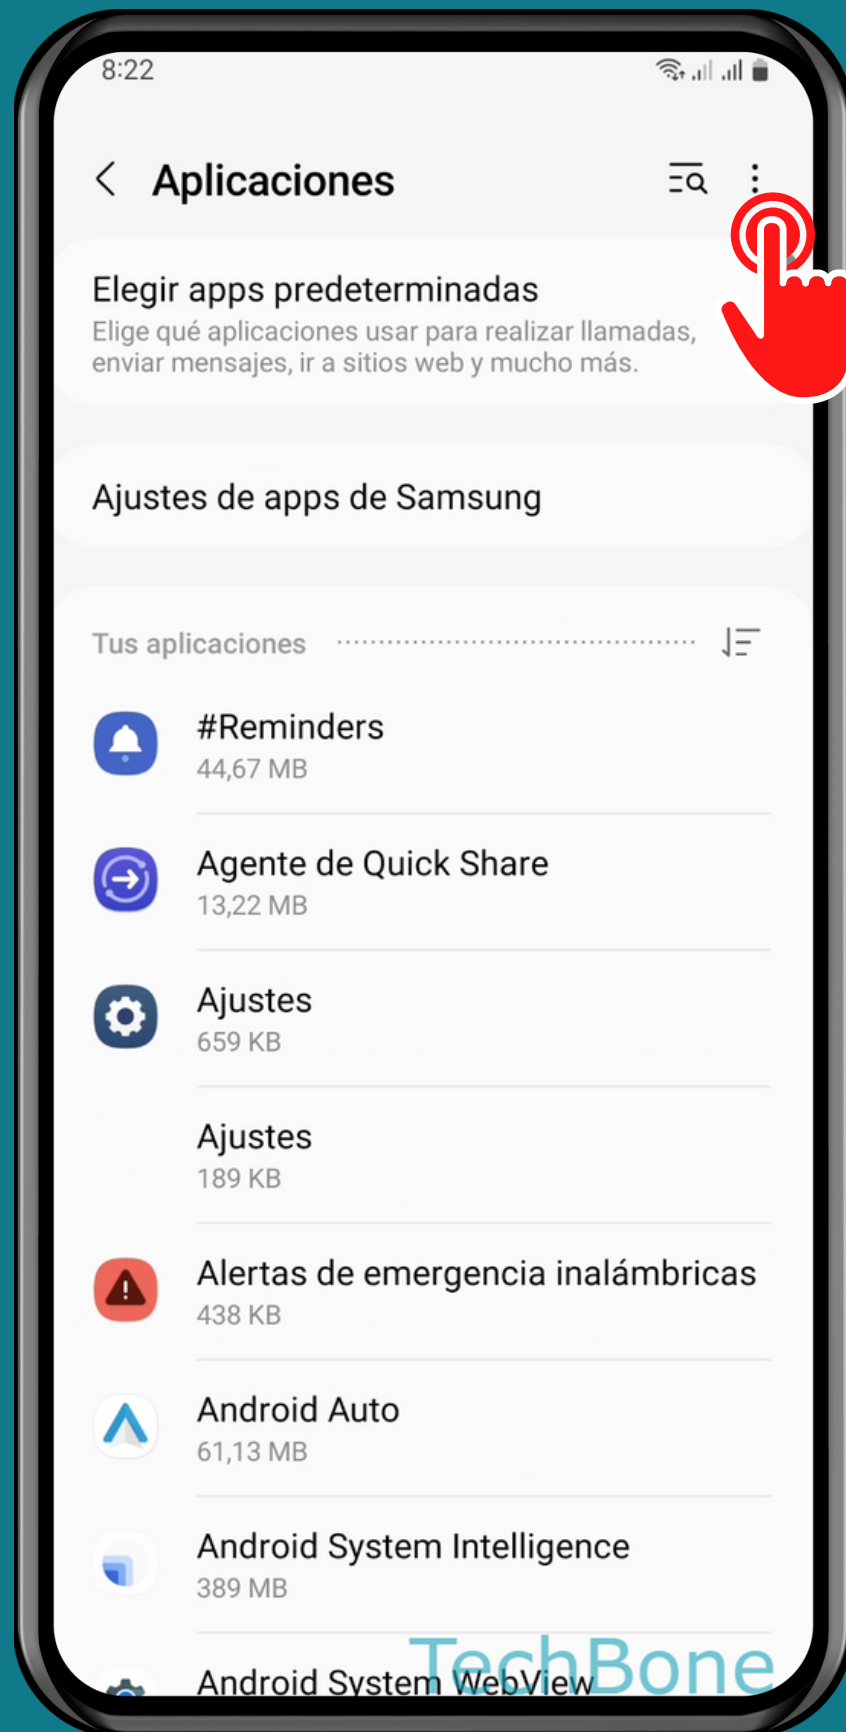 8:22
Aplicaciones
Elegir apps predeterminadas
Elige qué aplicaciones usar para realizar llamadas,
enviar mensajes, ir a sitios web y mucho más.
Ajustes de apps de Samsung
Tus aplicaciones
#Reminders
44,67 MB
Agente de Quick Share
13,22 MB
Ajustes
659 KB
Ajustes
189 KB
Alertas de emergencia inalámbricas
438 KB
Android Auto
61,13 MB
Android System Intelligence
389 MB
Android System WebView
TechBone